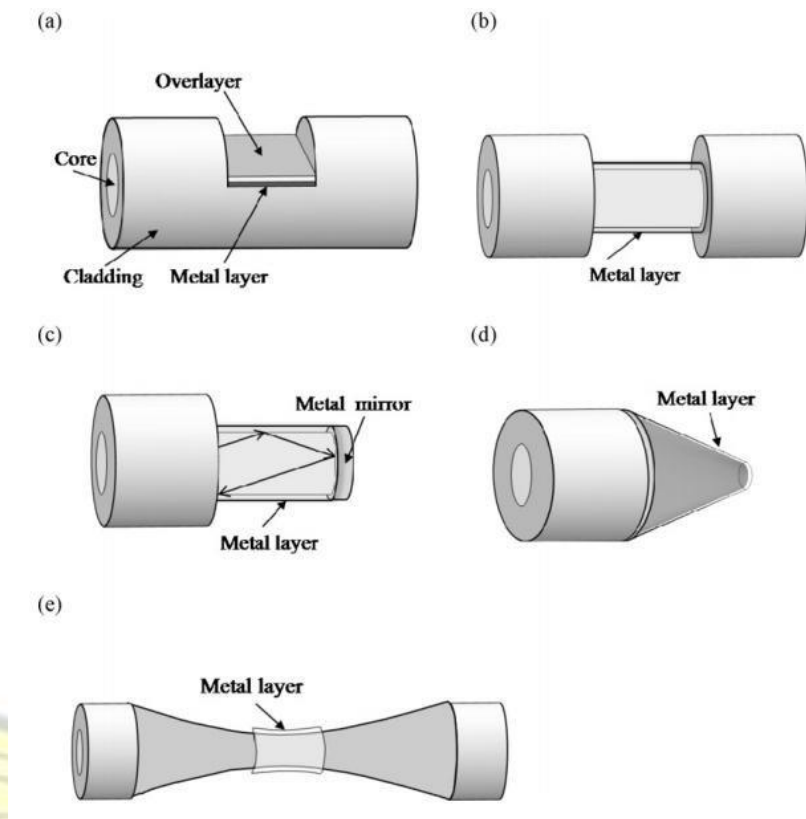 (a)
(b)
Overlayer
Core
Cladding
Metal layer
Metal layer
(c)
(d)
Metal mirror
Metal layer
Metal layer
(e)
Metal layer